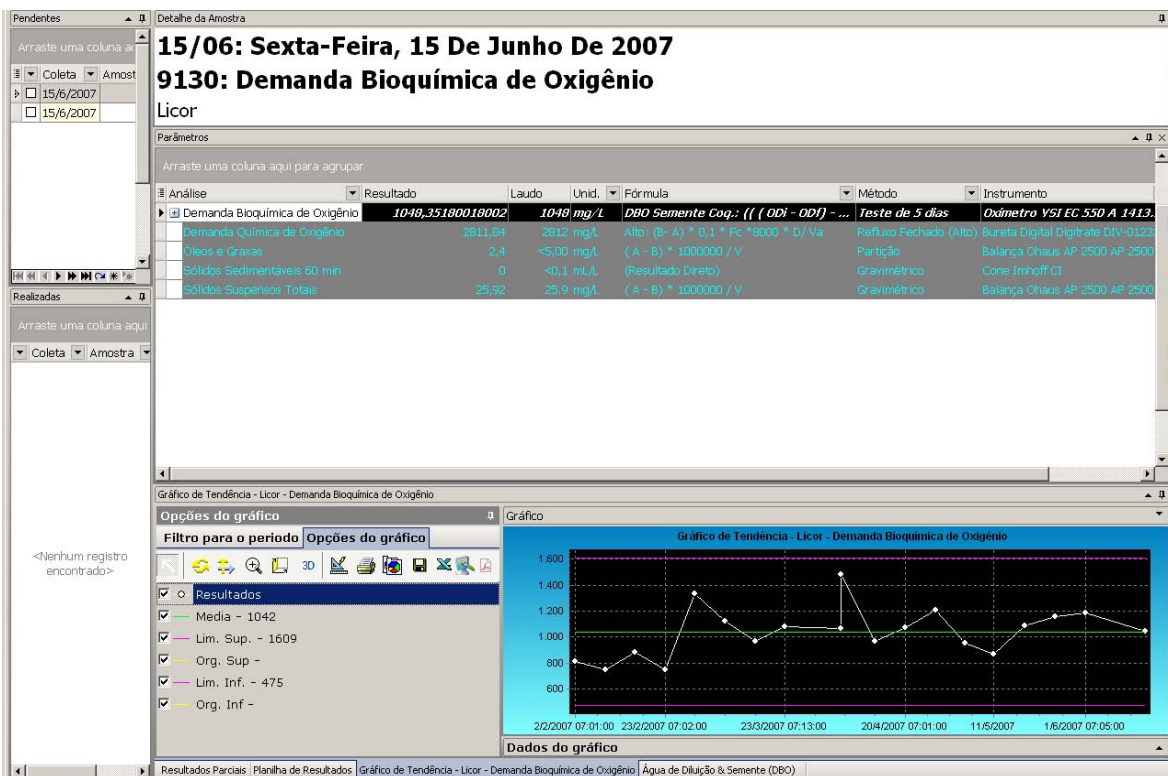 Pendentes
Arraste uma coluna a
Coleta Amost
15/6/2007
15/6/2007
Realizadas
Arraste uma coluna aqui
Coleta Amostra
<Nenhum registro
encontrado>
Detalhe da Amostra
15/06: Sexta-Feira, 15 De Junho De 2007
9130: Demanda Bioquímica de Oxigênio
Licor
Parâmetros
Arraste uma coluna aqui para agrupar
Análise Resultado Laudo Unid. Fórmula Método Instrumento
Demanda Bioquímica de Oxigênio 1048,35180018002 1048 mg/L DBO Semente Coq.: (( ( ODi - ODf) - ... Teste de 5 dias Oxímetro YSI EC 550 A 1413.
Demanda Química de Oxigênio 2811,84 2812 mg/L Alto: (B- A) * 0,1 * Fc *8000 * D/ Va Refluxo Fechado (Alto) Bureta Digital Digitrate DIV-0123
Óleos e Graxas 2,4 <5,00 mg/L ( A - B) * 1000000 / V Partição Balança Ohaus AP 2500 AP 2500
Sólidos Sedimentáveis 60 min 0 <0,1 mL/L (Resultado Direto) Gravimétrico Cone Imhoff CI
Sólidos Suspensos Totais 25,92 25,9 mg/L ( A - B) * 1000000 / V Gravimétrico Balança Ohaus AP 2500 AP 2500
Gráfico de Tendência - Licor - Demanda Bioquímica de Oxigênio
Opções do gráfico
Filtro para o periodo Opções do gráfico
3D
Resultados
Media - 1042
Lim. Sup. - 1609
Org. Sup -
Lim. Inf. - 475
Org. Inf -
Gráfico
Gráfico de Tendência - Licor - Demanda Bioquímica de Oxigênio
1.600
1.400
1.200
1.000
800
600
2/2/2007 07:01:00 23/2/2007 07:02:00 23/3/2007 07:13:00 20/4/2007 07:01:00 11/5/2007 1/6/2007 07:05:00
Dados do gráfico
Resultados Parciais Planilha de Resultados Gráfico de Tendência - Licor - Demanda Bioquímica de Oxigênio Água de Diluição & Semente (DBO)